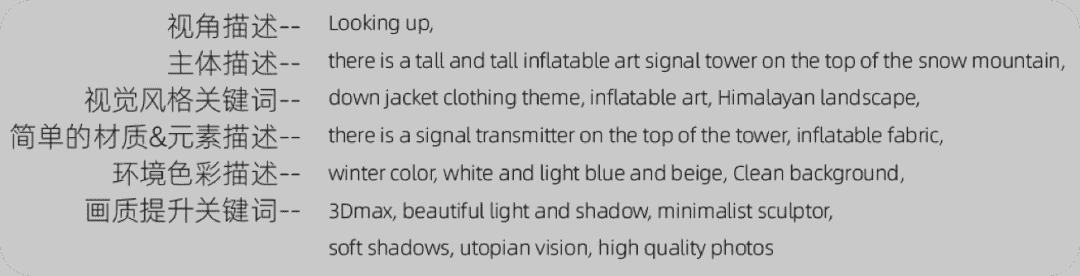 视角描述-- Looking up,
主体描述-- there is a tall and tall inflatable art signal tower on the top of the snow mountain,
视觉风格关键词-- down jacket clothing theme, inflatable art, Himalayan landscape,
简单的材质&元素描述-- there is a signal transmitter on the top of the tower, inflatable fabric,
环境色彩描述-- winter color, white and light blue and beige, Clean background,
画质提升关键词-- 3Dmax, beautiful light and shadow, minimalist sculptor,
soft shadows, utopian vision, high quality photos